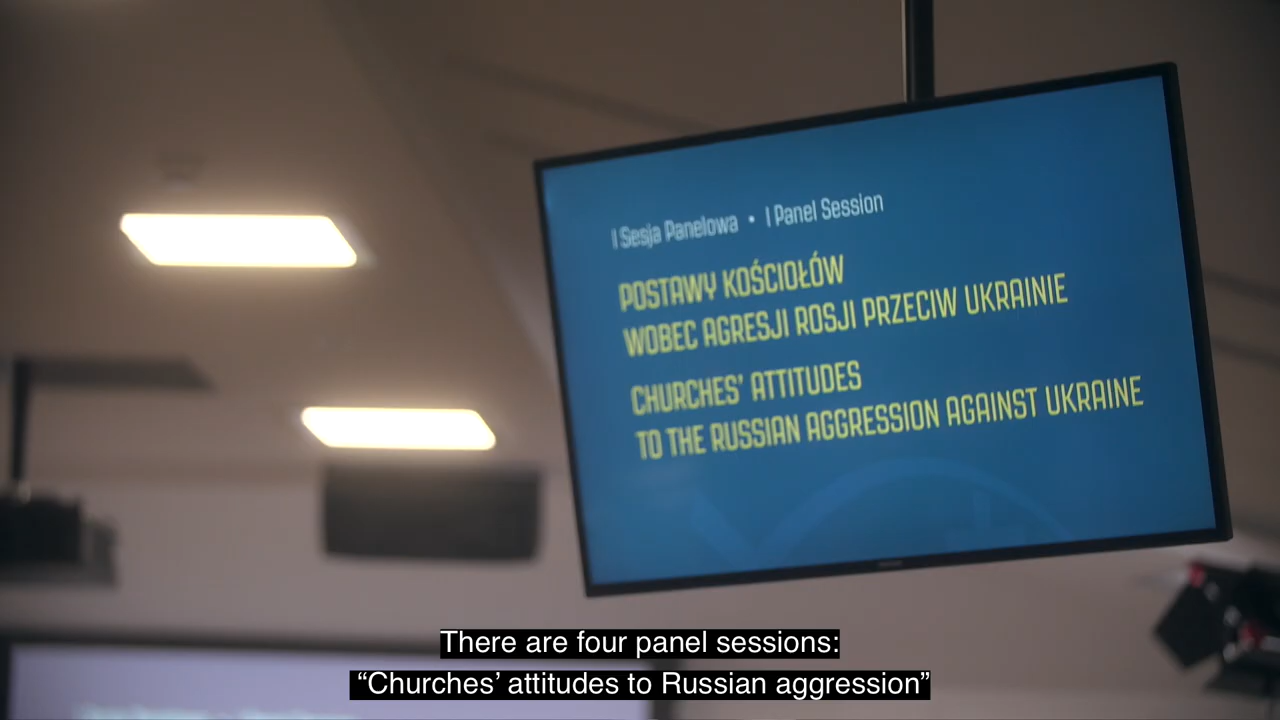 I Sesja Panelowa • I Panel Session
POSTAWY KOŚCIOŁÓW
WOBEC AGRESJI ROSJI PRZECIW UKRAINIE
CHURCHES' ATTITUDES
TO THE RUSSIAN AGGRESSION AGAINST UKRAINE
There are four panel sessions:
“Churches’ attitudes to Russian aggression”